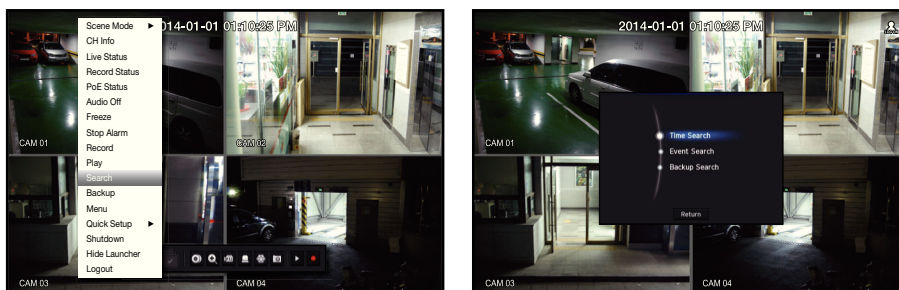 Scene Mode
CH Info
Live Status
Record Status
PoE Status
Audio Off
Freeze
Stop Alarm
Record
Play
Search
Backup
Menu
Quick Setup
Shutdown
Hide Launcher
Logout
014-01-01 01:10:25 PM
CAM 01
CAM 02
CAM 03
CAM 04
2014-01-01 01:10:25 PM
CAM 01
Time Search
Event Search
Backup Search
Return
CAM 03
CAM 04